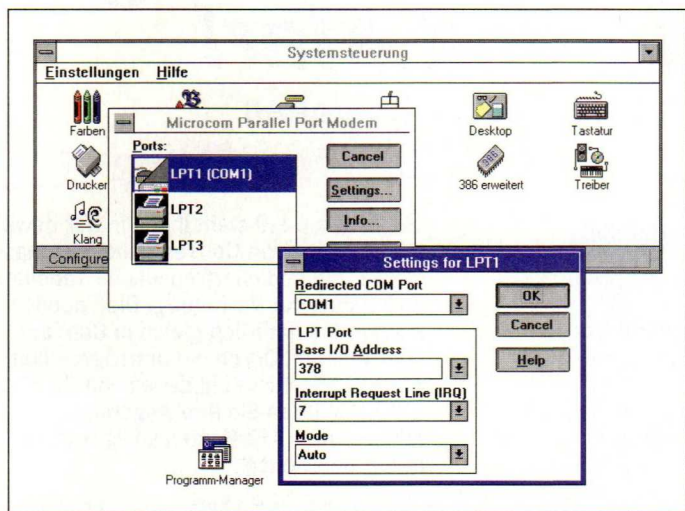 Systemsteuerung
Einstellungen Hilfe
Farben
Desktop
Tastatur
Drucker
386
386 erweitert
Treiber
Klang
Configure
Microcom Parallel Port Modem
Ports:
LPT1 (COM1)
LPT2
LPT3
Cancel
Settings...
Info...
Settings for LPT1
Redirected COM Port
COM1
LPT Port
Base I/O Address
378
Interrupt Request Line (IRQ)
7
Mode
Auto
OK
Cancel
Help
Programm-Manager